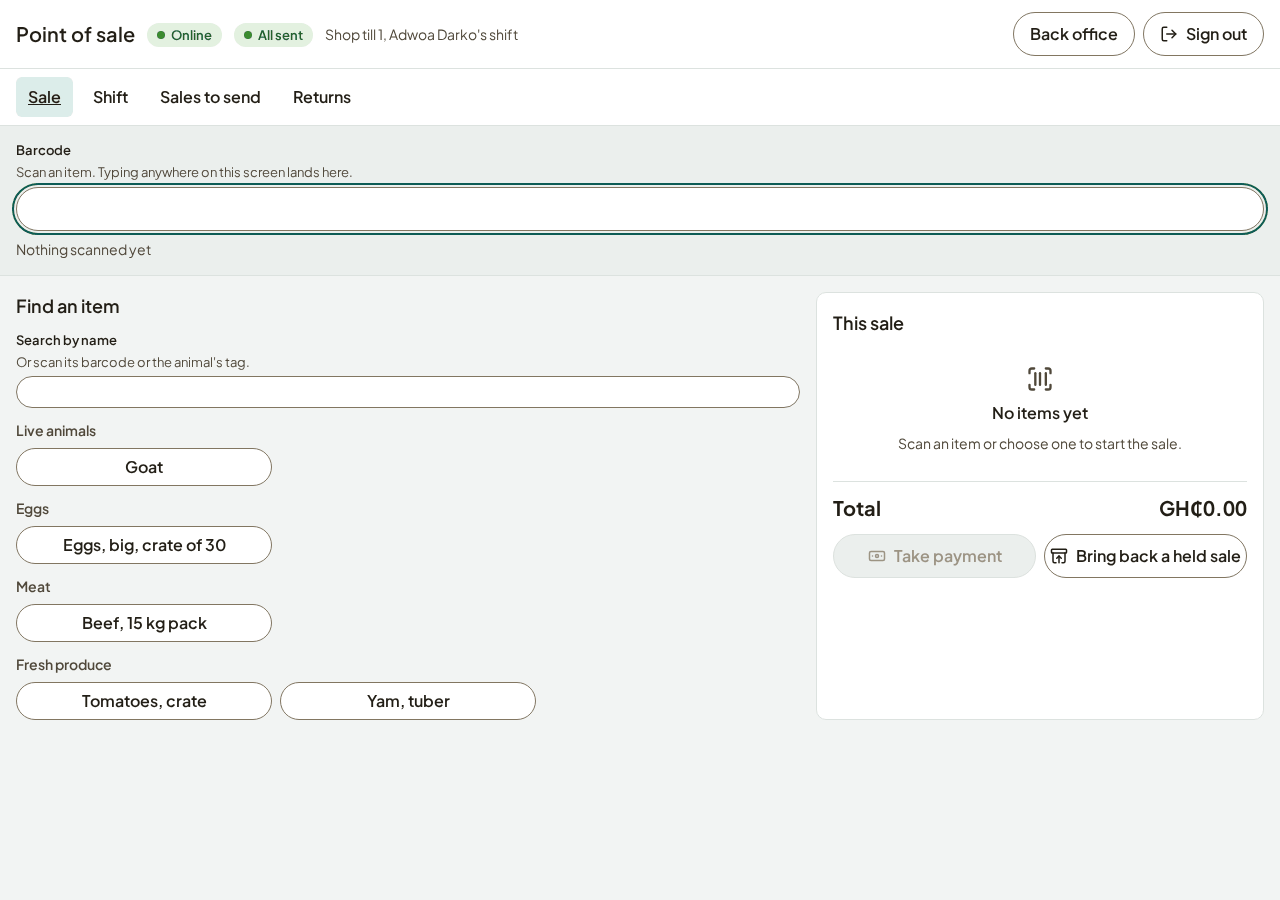 Point of sale
Online
All sent
Shop till 1, Adwoa Darko's shift
Back office
Sign out
Sale
Shift
Sales to send
Returns
Barcode
Scan an item. Typing anywhere on this screen lands here.
Nothing scanned yet
Find an item
Search by name
Or scan its barcode or the animal's tag.
Live animals
Goat
Eggs
Eggs, big, crate of 30
Meat
Beef, 15 kg pack
Fresh produce
Tomatoes, crate
Yam, tuber
This sale
No items yet
Scan an item or choose one to start the sale.
Total
GH₵0.00
Take payment
Bring back a held sale